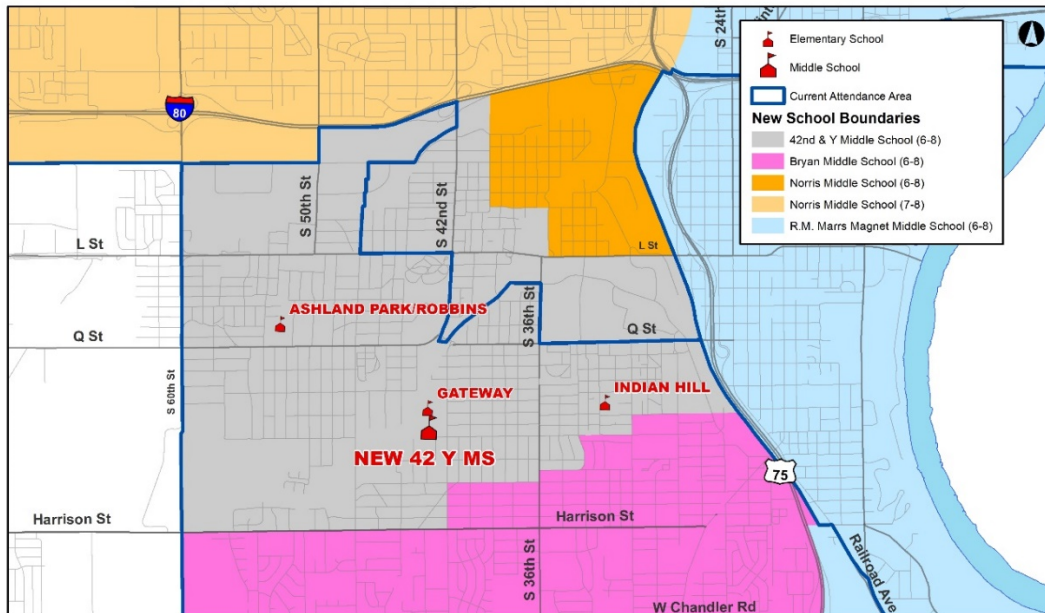 S 24th St
Elementary School
Middle School
Current Attendance Area
New School Boundaries
42nd & Y Middle School (6-8)
Bryan Middle School (6-8)
Norris Middle School (6-8)
Norris Middle School (7-8)
R.M. Marrs Magnet Middle School (6-8)
80
S 50th St
S 42nd St
L St
L St
ASHLAND PARK/ROBBINS
S 36th St
Q St
Q St
S 60th St
GATEWAY
INDIAN HILL
NEW 42 Y MS
75
Harrison St
Harrison St
S 36th St
Railroad Ave
W Chandler Rd